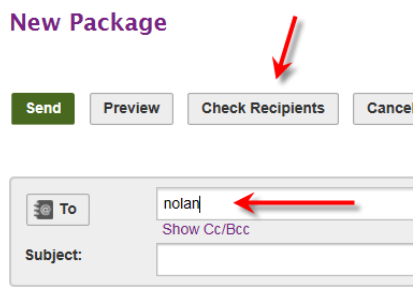 New Package
Send Preview Check Recipients Cancel
To nolan
Show Cc/Bcc
Subject: